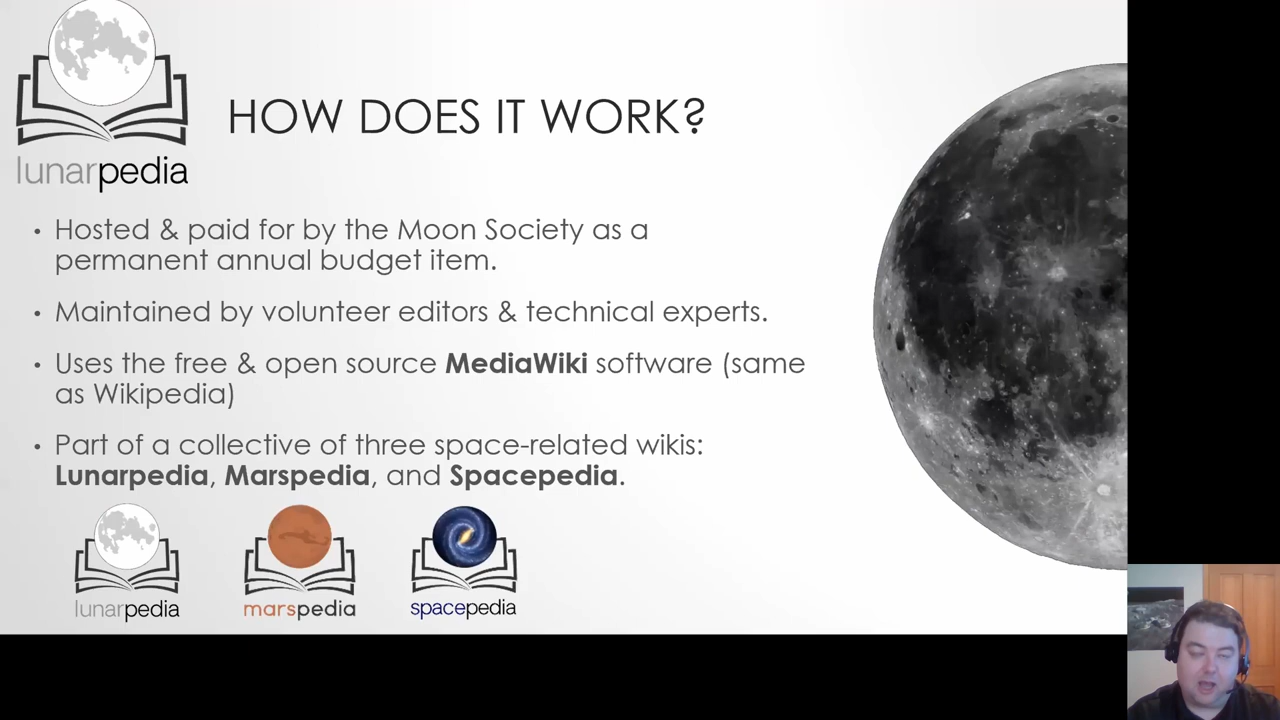 lunarpedia
HOW DOES IT WORK?
• Hosted & paid for by the Moon Society as a
permanent annual budget item.
• Maintained by volunteer editors & technical experts.
• Uses the free & open source MediaWiki software (same
as Wikipedia)
• Part of a collective of three space-related wikis:
Lunarpedia, Marspedia, and Spacepedia.
lunarpedia
marspedia
spacepedia